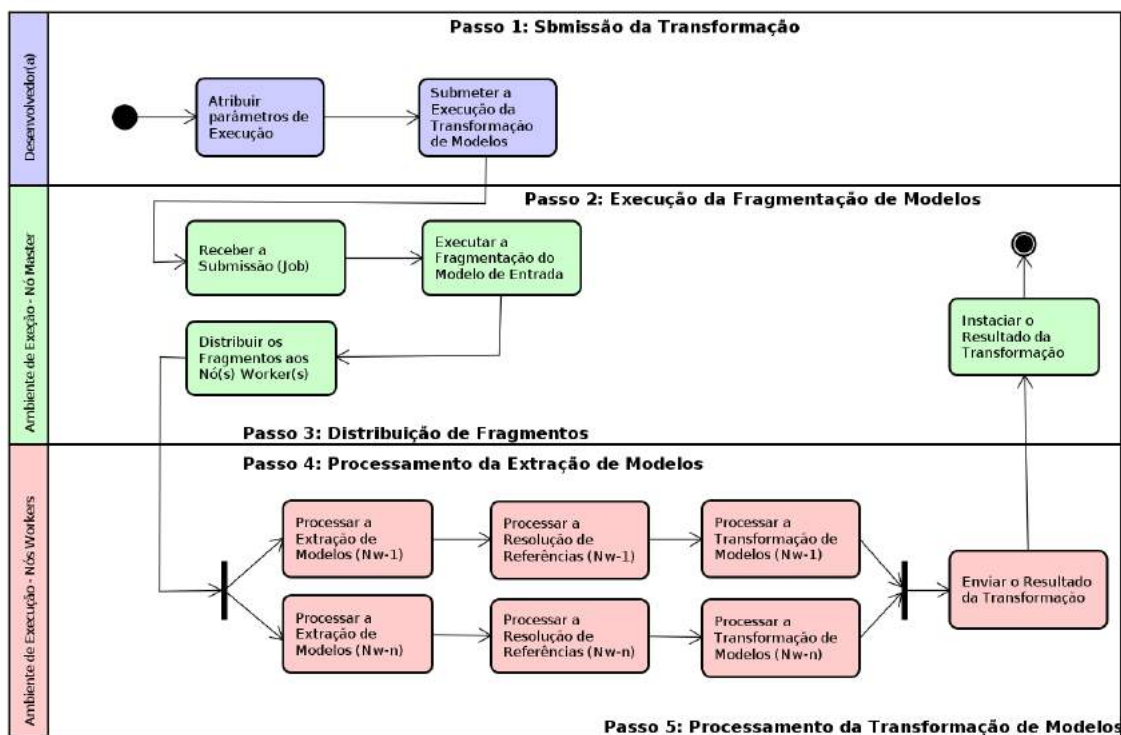 Passo 1: Sbmissão da Transformação
Desenvolvedor(a)
Atribuir
parâmetros de
Execução
Submeter a
Execução da
Transformação
de Modelos
Passo 2: Execução da Fragmentação de Modelos
Ambiente de Exeção - Nó Master
Receber a
Submissão (Job)
Executar a
Fragmentação do
Modelo de Entrada
Distribuir os
Fragmentos aos
Nó(s) Worker(s)
Instaciar o
Resultado da
Transformação
Passo 3: Distribuição de Fragmentos
Passo 4: Processamento da Extração de Modelos
Ambiente de Execução - Nós Workers
Processar a
Extração de
Modelos (Nw-1)
Processar a
Resolução de
Referências (Nw-1)
Processar a
Transformação de
Modelos (Nw-1)
Processar a
Extração de
Modelos (Nw-n)
Processar a
Resolução de
Referências (Nw-n)
Processar a
Transformação de
Modelos (Nw-n)
Enviar o Resultado
da Transformação
Passo 5: Processamento da Transformação de Modelos